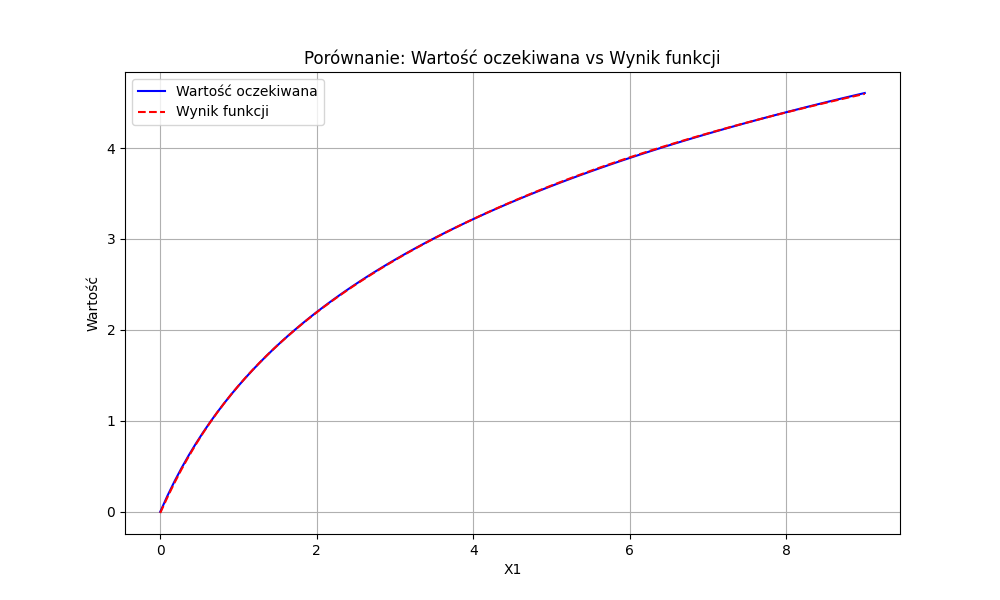 Porównanie: Wartość oczekiwana vs Wynik funkcji
Wartość oczekiwana
Wynik funkcji
4
3
2
1
0
Wartość
0 2 4 6 8
X1